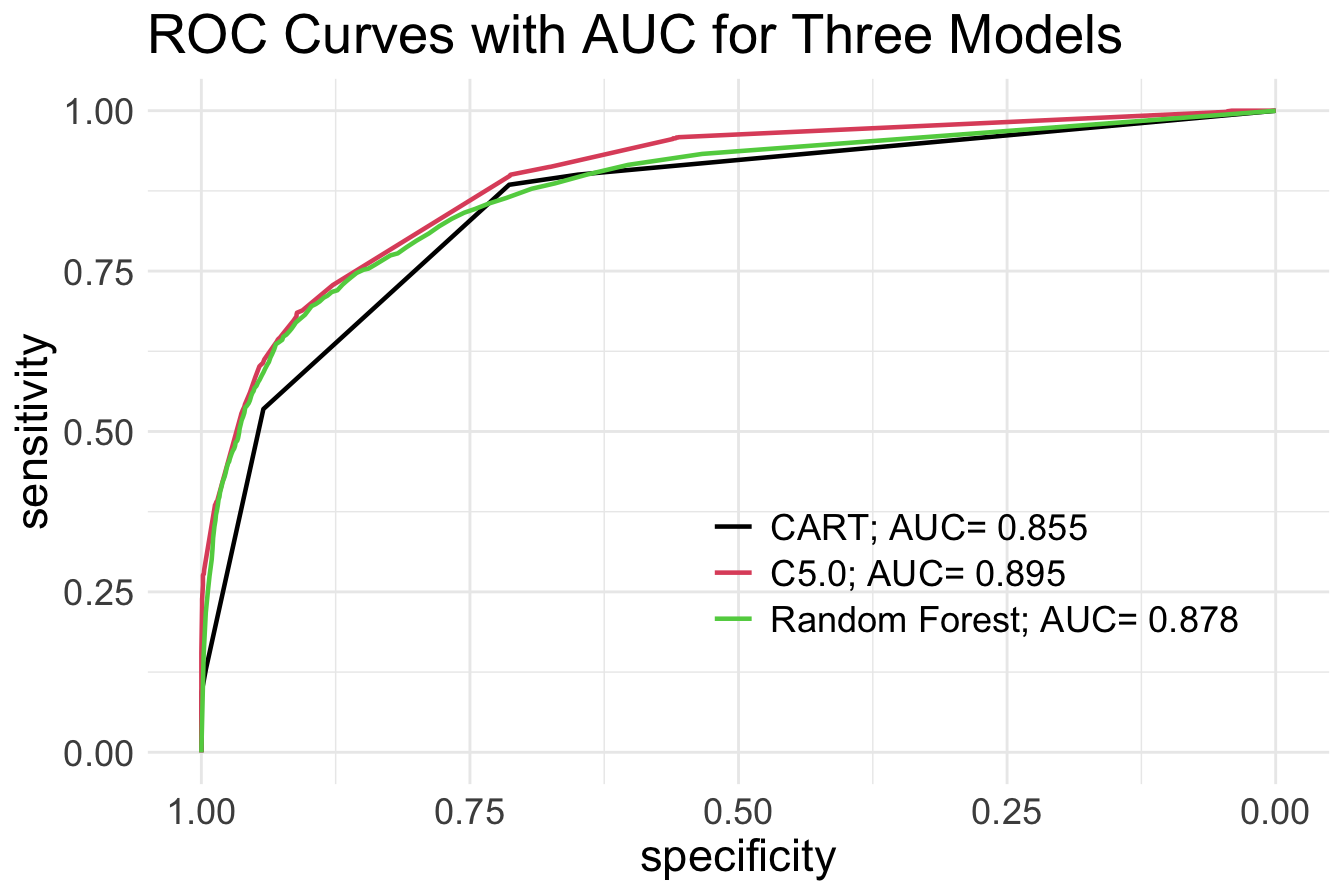 ROC Curves with AUC for Three Models
sensitivity
1.00
0.75
0.50
0.25
0.00
CART; AUC= 0.855
C5.0; AUC= 0.895
Random Forest; AUC= 0.878
1.00 0.75 0.50 0.25 0.00
specificity